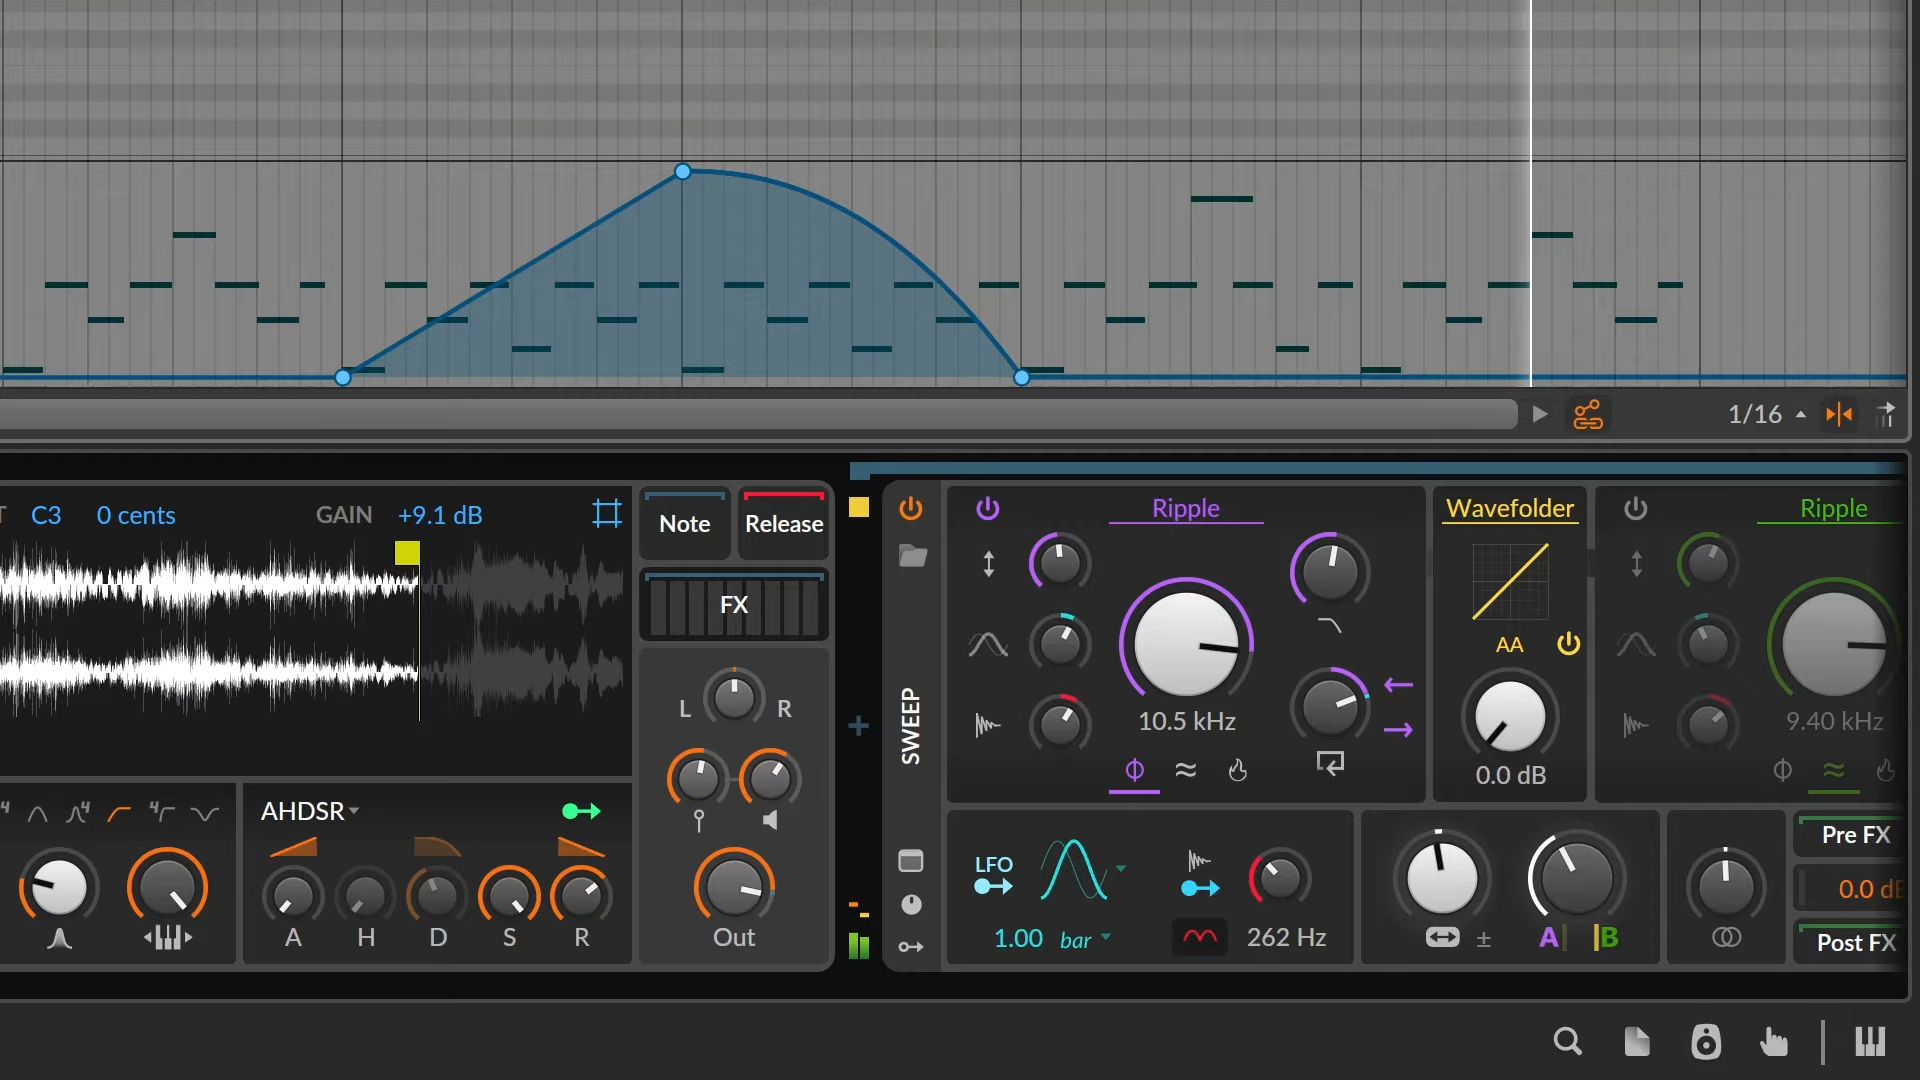 1/16
C3 0 cents GAIN +9.1 dB
Note
Release
FX
L R
Out
AHDSR
A H D S R
SWEEP
Ripple
10.5 kHz
Wavefolder
AA
0.0 dB
Ripple
9.40 kHz
LFO
1.00 bar
262 Hz
A B
Pre FX
0.0 dB
Post FX